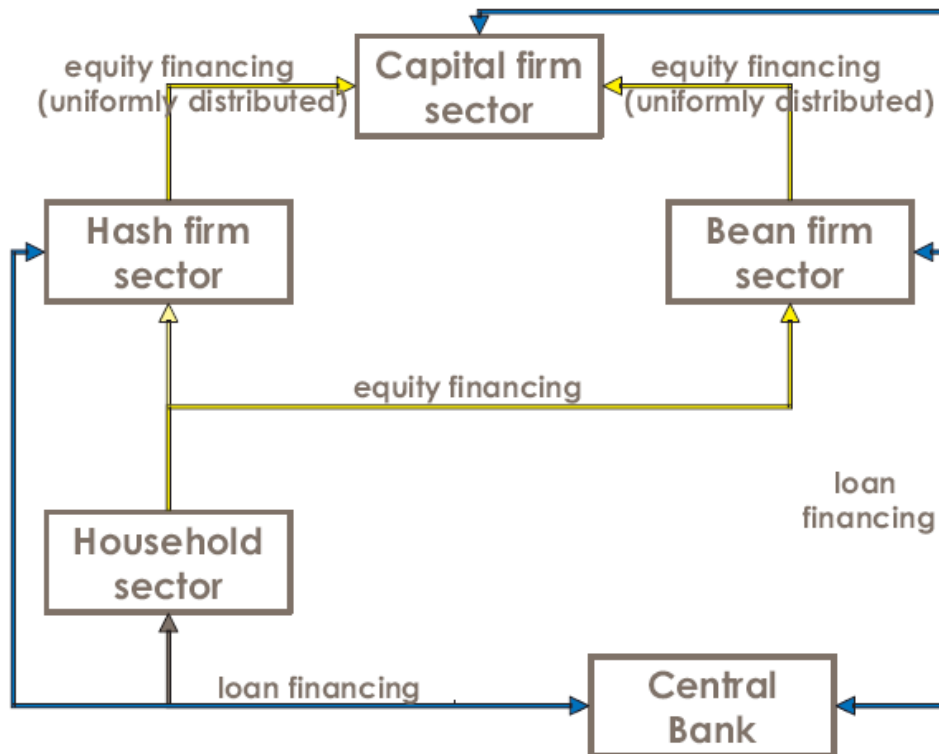 equity financing
(uniformly distributed)
Capital firm
sector
equity financing
(uniformly distributed)
Hash firm
sector
Bean firm
sector
equity financing
loan
financing
Household
sector
loan financing
Central
Bank